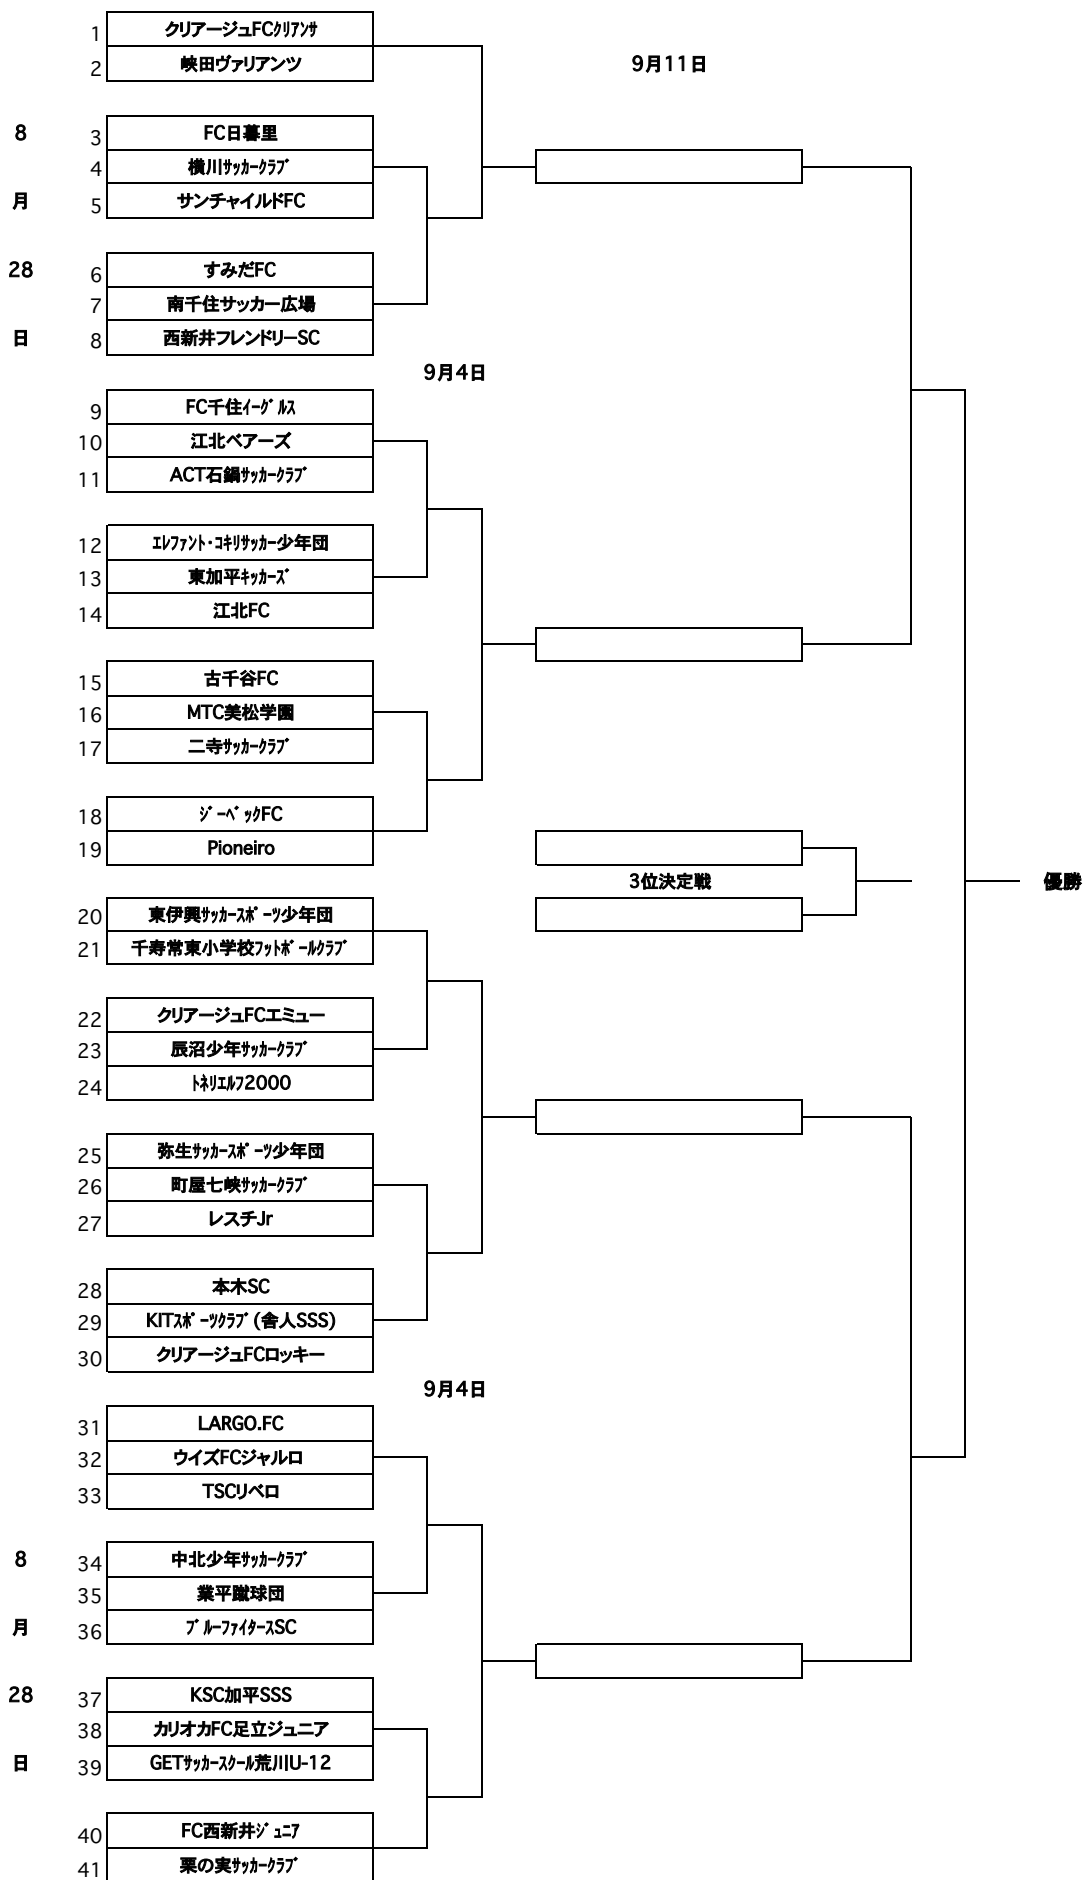 1 クリアージュFCｸﾘｱﾝｻ
9月11日
2 峡田ヴァリアンツ
8
3 FC日暮里
4 横川ｻｯｶｰｸﾗﾌﾞ
月
5 サンチャイルドFC
28
6 すみだFC
7 南千住サッカー広場
日
8 西新井フレンドリーSC
9月4日
9 FC千住ｲｰｸﾞﾙｽ
10 江北ベアーズ
11 ACT石鍋ｻｯｶｰｸﾗﾌﾞ
12 ｴﾚﾌｧﾝﾄ･ｺｷﾘｻｯｶｰ少年団
13 東加平ｷｯｶｰｽﾞ
14 江北FC
15 古千谷FC
16 MTC美松学園
17 二寺ｻｯｶｰｸﾗﾌﾞ
18 ｼﾞｰﾍﾞｯｸFC
19 Pioneiro
3位決定戦
優勝
20 東伊興ｻｯｶｰｽﾎﾟｰﾂ少年団
21 千寿常東小学校ﾌｯﾄﾎﾞｰﾙｸﾗﾌﾞ
22 クリアージュFCエミュー
23 辰沼少年ｻｯｶｰｸﾗﾌﾞ
24 ﾄﾈﾘｴﾙﾌ2000
25 弥生ｻｯｶｰｽﾎﾟｰﾂ少年団
26 町屋七峡ｻｯｶｰｸﾗﾌﾞ
27 レスチJr
28 本木SC
29 KITｽﾎﾟｰﾂｸﾗﾌﾞ(舎人SSS)
30 クリアージュFCロッキー
9月4日
31 LARGO.FC
32 ウイズFCジャルロ
33 TSCリベロ
8
34 中北少年ｻｯｶｰｸﾗﾌﾞ
35 業平蹴球団
月
36 ﾌﾞﾙｰﾌｧｲﾀｰｽSC
28
37 KSC加平SSS
38 カリオカFC足立ジュニア
日
39 GETｻｯｶｰｽｸｰﾙ荒川U-12
40 FC西新井ｼﾞｭﾆｱ
41 栗の実ｻｯｶｰｸﾗﾌﾞ